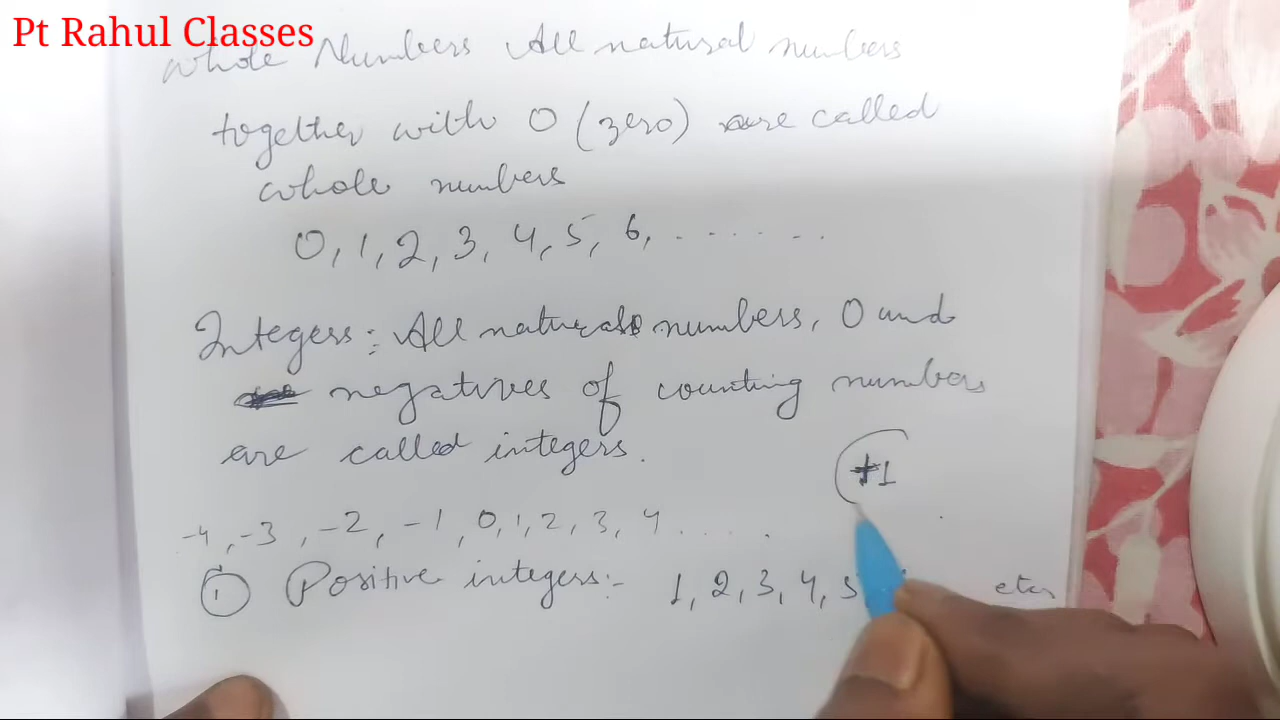 Pt Rahul Classes
Whole Numbers All natural numbers
together with 0 (zero) are called
whole numbers
0, 1, 2, 3, 4, 5, 6, . . . . . . .
Integers : All natural numbers, 0 and
negatives of counting numbers
are called integers.
+1
-4, -3, -2, -1, 0, 1, 2, 3, 4 . . . . .
① Positive integers:- 1, 2, 3, 4, 5 etc